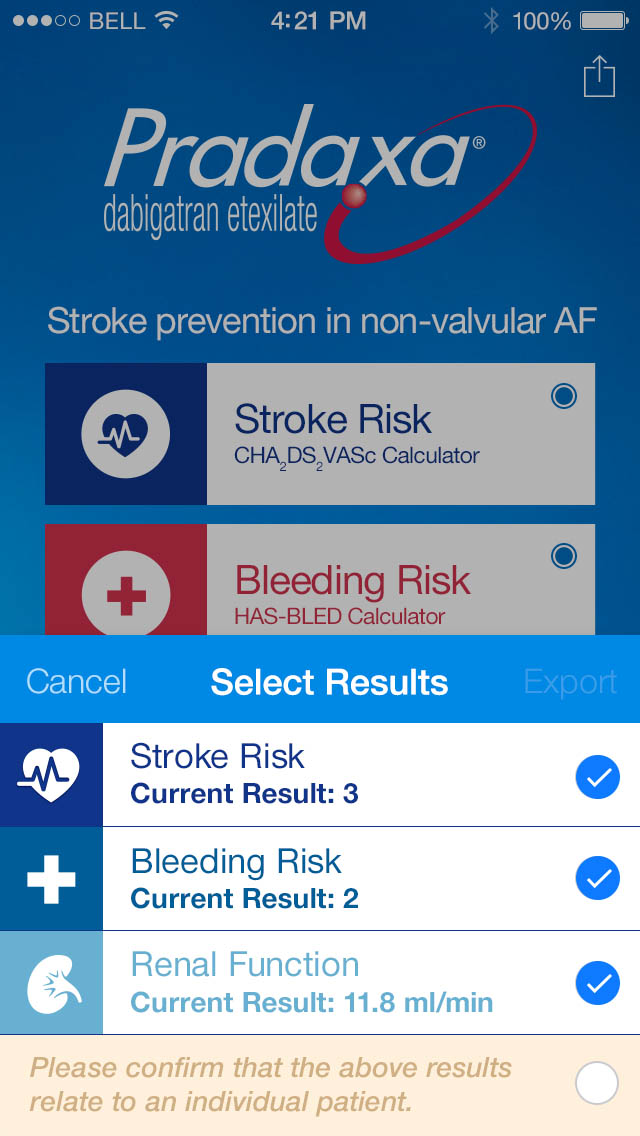 BELL 4:21 PM 100%
Pradaxa®
dabigatran etexilate
Stroke prevention in non-valvular AF
Stroke Risk
CHA₂DS₂VASc Calculator
Bleeding Risk
HAS-BLED Calculator
Cancel Select Results Export
Stroke Risk
Current Result: 3
Bleeding Risk
Current Result: 2
Renal Function
Current Result: 11.8 ml/min
Please confirm that the above results
relate to an individual patient.